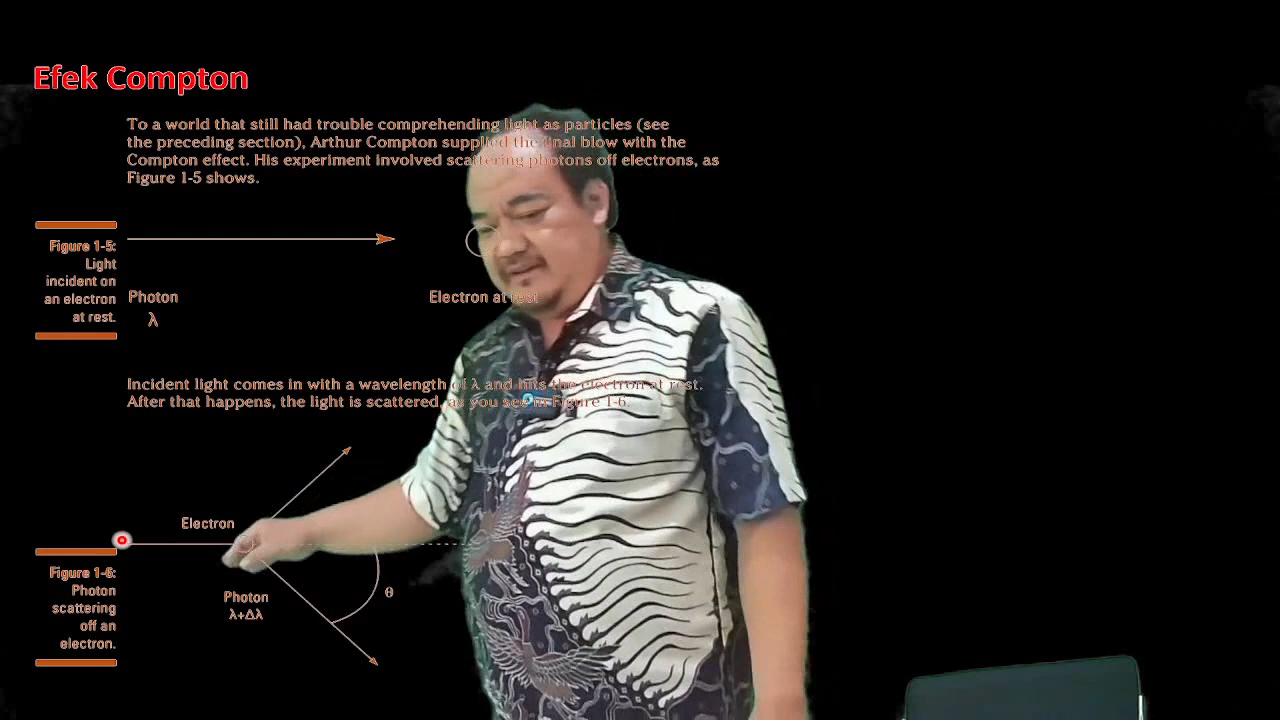 Efek Compton
To a world that still had trouble comprehending light as particles (see
the preceding section), Arthur Compton supplied the final blow with the
Compton effect. His experiment involved scattering photons off electrons, as
Figure 1-5 shows.
Figure 1-5:
Light
incident on
an electron
at rest.
Photon
λ
Electron at rest
Incident light comes in with a wavelength of λ and hits the electron at rest.
After that happens, the light is scattered, as you see in Figure 1-6.
Electron
Photon
λ+Δλ
θ
Figure 1-6:
Photon
scattering
off an
electron.